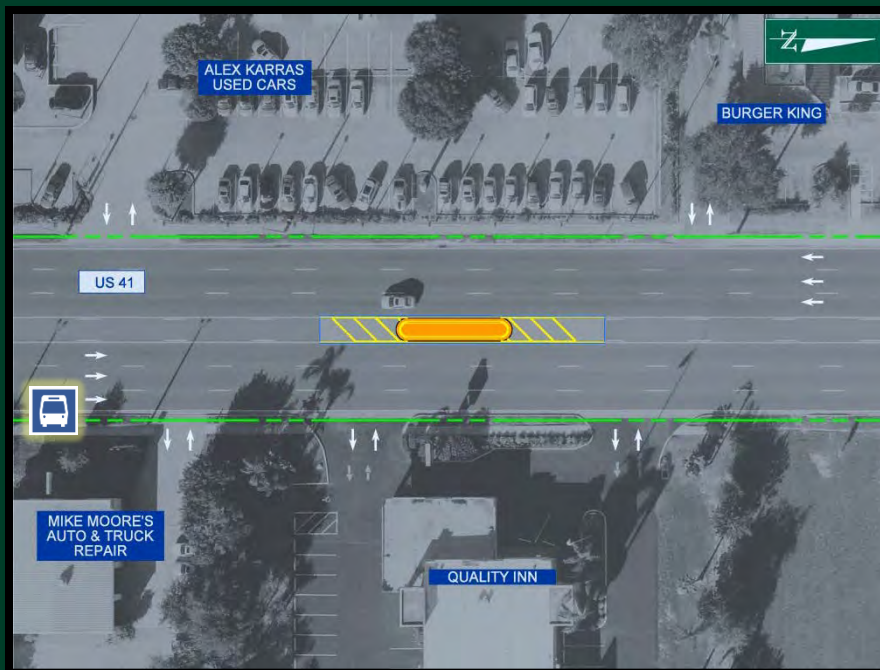 ALEX KARRAS
USED CARS
N
BURGER KING
US 41
MIKE MOORE'S
AUTO & TRUCK
REPAIR
QUALITY INN